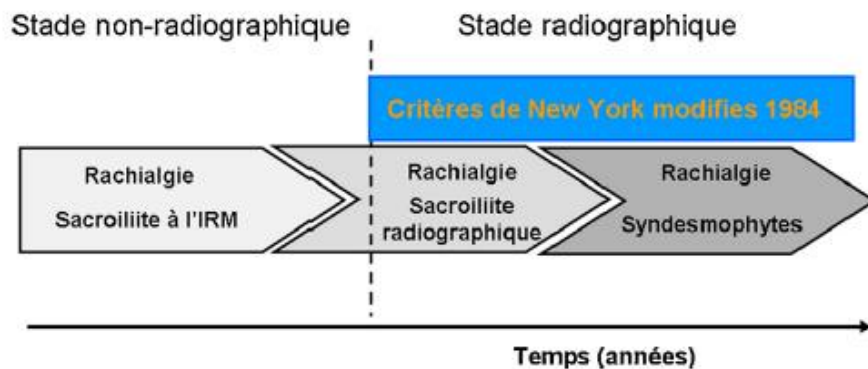 Stade non-radiographique
Stade radiographique
Critères de New York modifies 1984
Rachialgie
Sacroiliite à l'IRM
Rachialgie
Sacroiliite
radiographique
Rachialgie
Syndesmophytes
Temps (années)